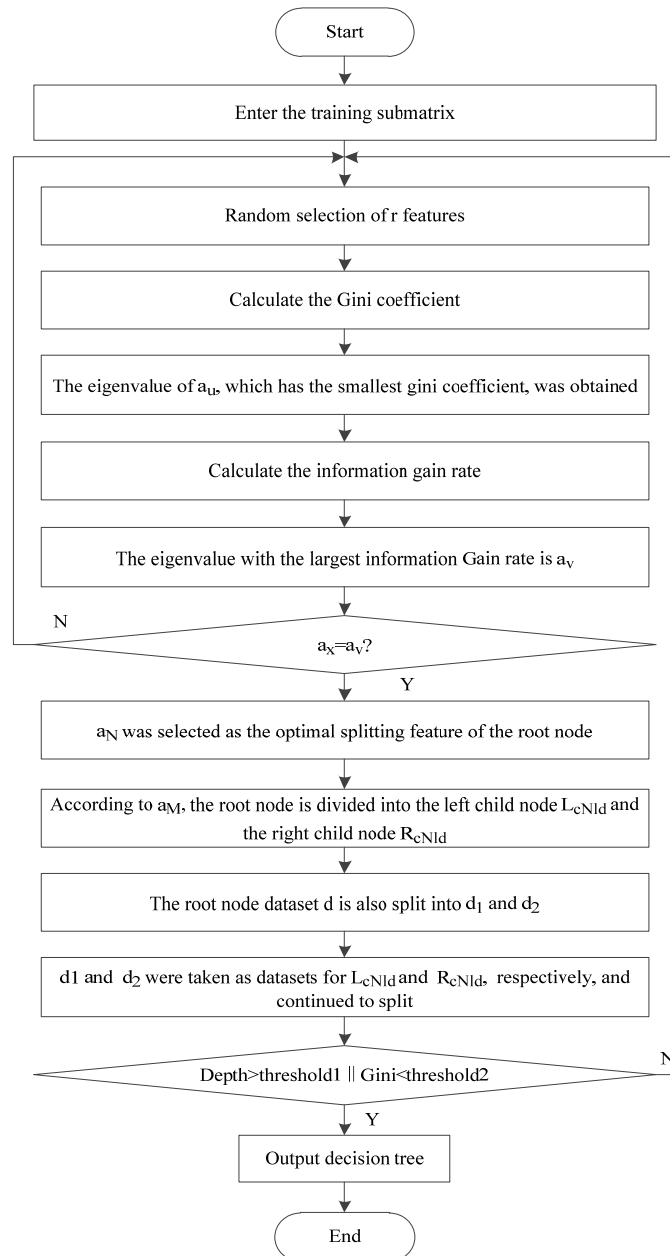 Start
Enter the training submatrix
Random selection of r features
Calculate the Gini coefficient
The eigenvalue of au, which has the smallest gini coefficient, was obtained
Calculate the information gain rate
The eigenvalue with the largest information Gain rate is av
N
ax=av?
Y
aN was selected as the optimal splitting feature of the root node
According to aM, the root node is divided into the left child node LcNld and
the right child node RcNld
The root node dataset d is also split into d1 and d2
d1 and d2 were taken as datasets for LcNld and RcNld, respectively, and
continued to split
N
Depth>threshold1 || Gini<threshold2
Y
Output decision tree
End